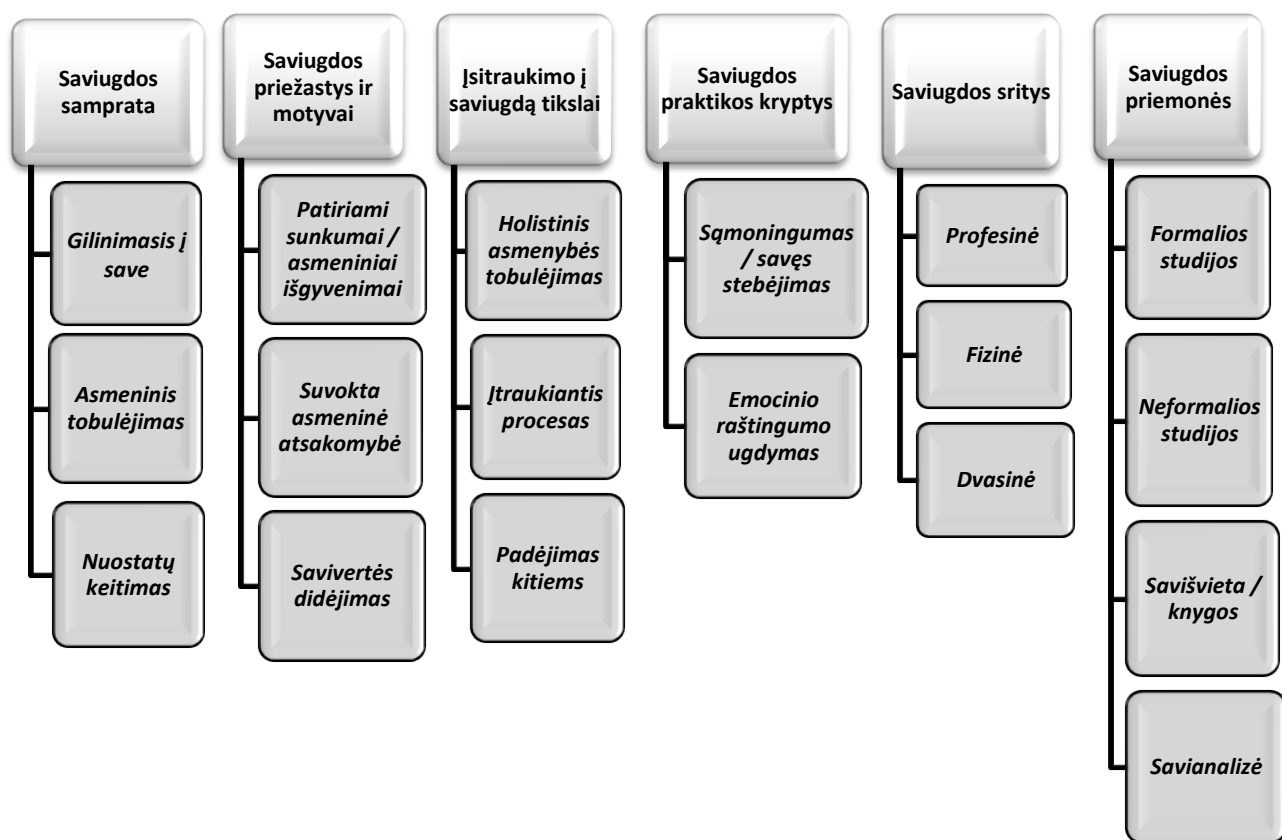 Saviugdos
samprata
Gilinimasis į
save
Asmeninis
tobulėjimas
Nuostatų
keitimas
Saviugdos
priežastys ir
motyvai
Patiriami
sunkumai /
asmeniniai
išgyvenimai
Suvokta
asmeninė
atsakomybė
Savivertės
didėjimas
Įsitraukimo į
saviugdą tikslai
Holistinis
asmenybės
tobulėjimas
Įtraukiantis
procesas
Padėjimas
kitiems
Saviugdos
praktikos kryptys
Sąmoningumas
/ savęs
stebėjimas
Emocinio
raštingumo
ugdymas
Saviugdos sritys
Profesinė
Fizinė
Dvasinė
Saviugdos
priemonės
Formalios
studijos
Neformalios
studijos
Savišvieta /
knygos
Savianalizė